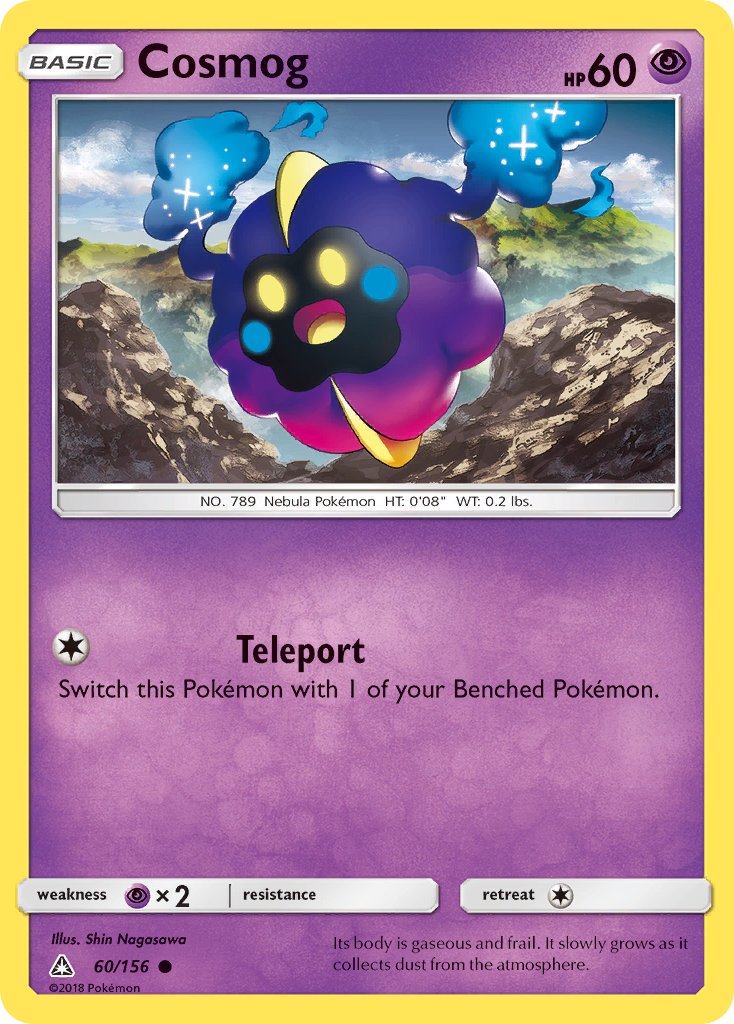 BASIC Cosmog HP60
NO. 789 Nebula Pokémon HT: 0'08" WT: 0.2 lbs.
Teleport
Switch this Pokémon with 1 of your Benched Pokémon.
weakness ×2 resistance retreat
Illus. Shin Nagasawa
60/156
©2018 Pokémon
Its body is gaseous and frail. It slowly grows as it
collects dust from the atmosphere.